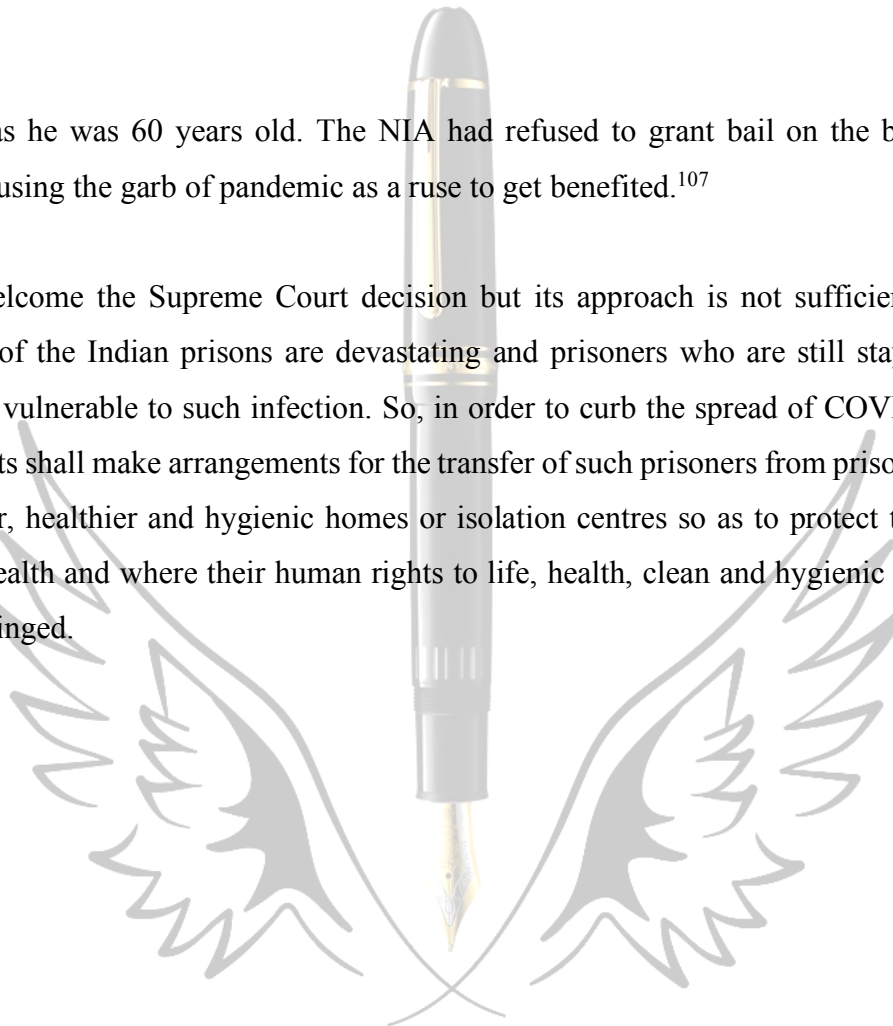 as he was 60 years old. The NIA had refused to grant bail on the b
using the garb of pandemic as a ruse to get benefited.107
elcome the Supreme Court decision but its approach is not sufficie
of the Indian prisons are devastating and prisoners who are still sta
vulnerable to such infection. So, in order to curb the spread of COV
ts shall make arrangements for the transfer of such prisoners from priso
r, healthier and hygienic homes or isolation centres so as to protect t
ealth and where their human rights to life, health, clean and hygienic
inged.